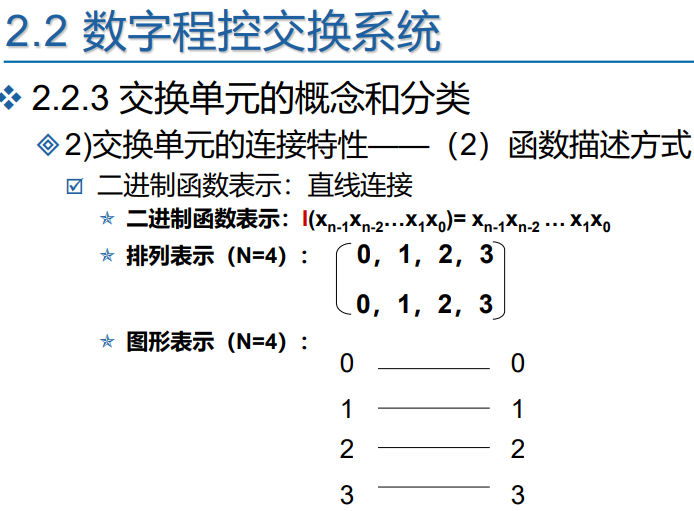 2.2 数字程控交换系统
2.2.3 交换单元的概念和分类
2)交换单元的连接特性——（2）函数描述方式
二进制函数表示：直线连接
二进制函数表示：I(xn-1xn-2…x1x0)= xn-1xn-2 … x1x0
排列表示（N=4）：
0，1，2，3
0，1，2，3
图形表示（N=4）：
0 0
1 1
2 2
3 3